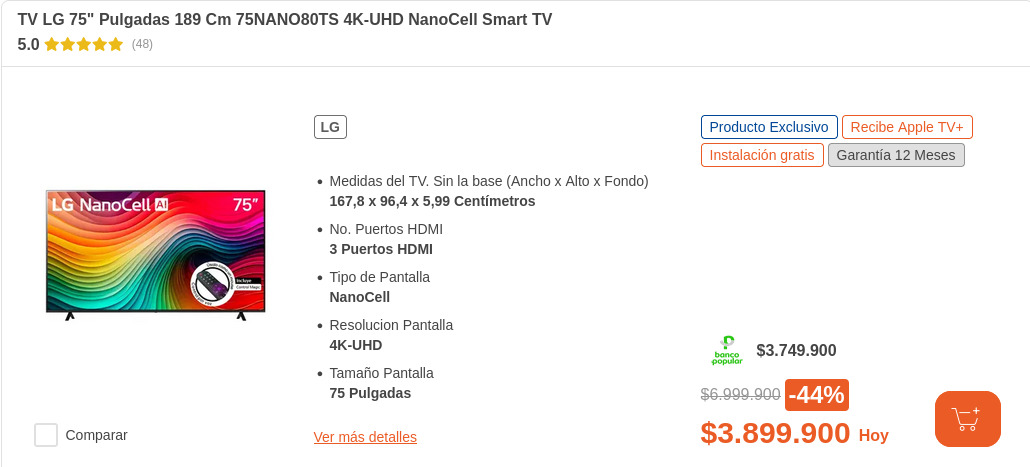 TV LG 75" Pulgadas 189 Cm 75NANO80TS 4K-UHD NanoCell Smart TV
5.0 (48)
LG
Producto Exclusivo Recibe Apple TV+
Instalación gratis Garantía 12 Meses
LG NanoCell AI 75”
Incluye
Control Magic
• Medidas del TV. Sin la base (Ancho x Alto x Fondo)
167,8 x 96,4 x 5,99 Centímetros
• No. Puertos HDMI
3 Puertos HDMI
• Tipo de Pantalla
NanoCell
• Resolucion Pantalla
4K-UHD
• Tamaño Pantalla
75 Pulgadas
banco
popular
$3.749.900
$6.999.900 -44%
$3.899.900 Hoy
Comparar
Ver más detalles